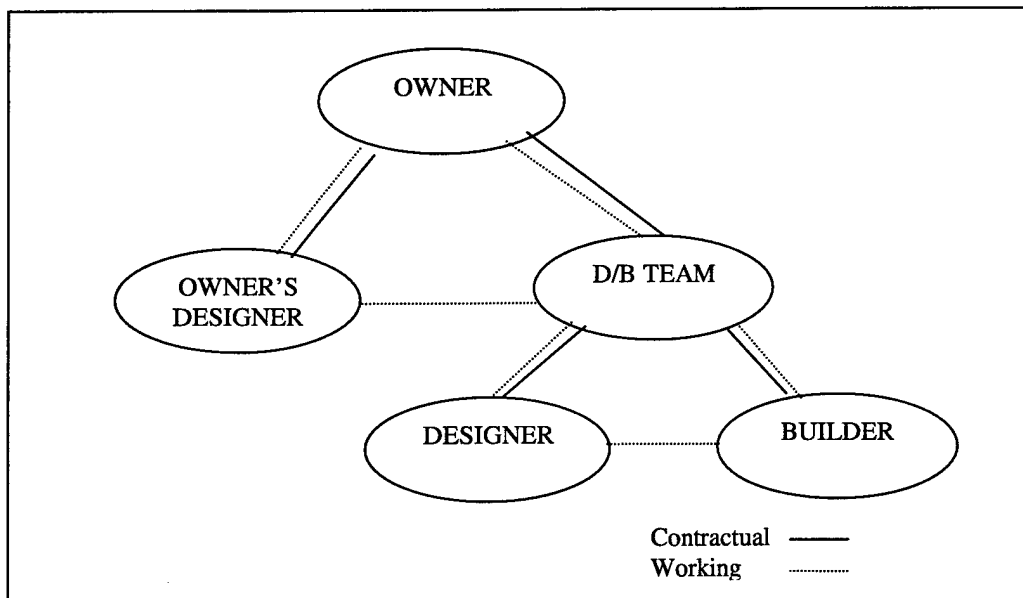 OWNER
OWNER'S
DESIGNER
D/B TEAM
DESIGNER
BUILDER
Contractual
Working